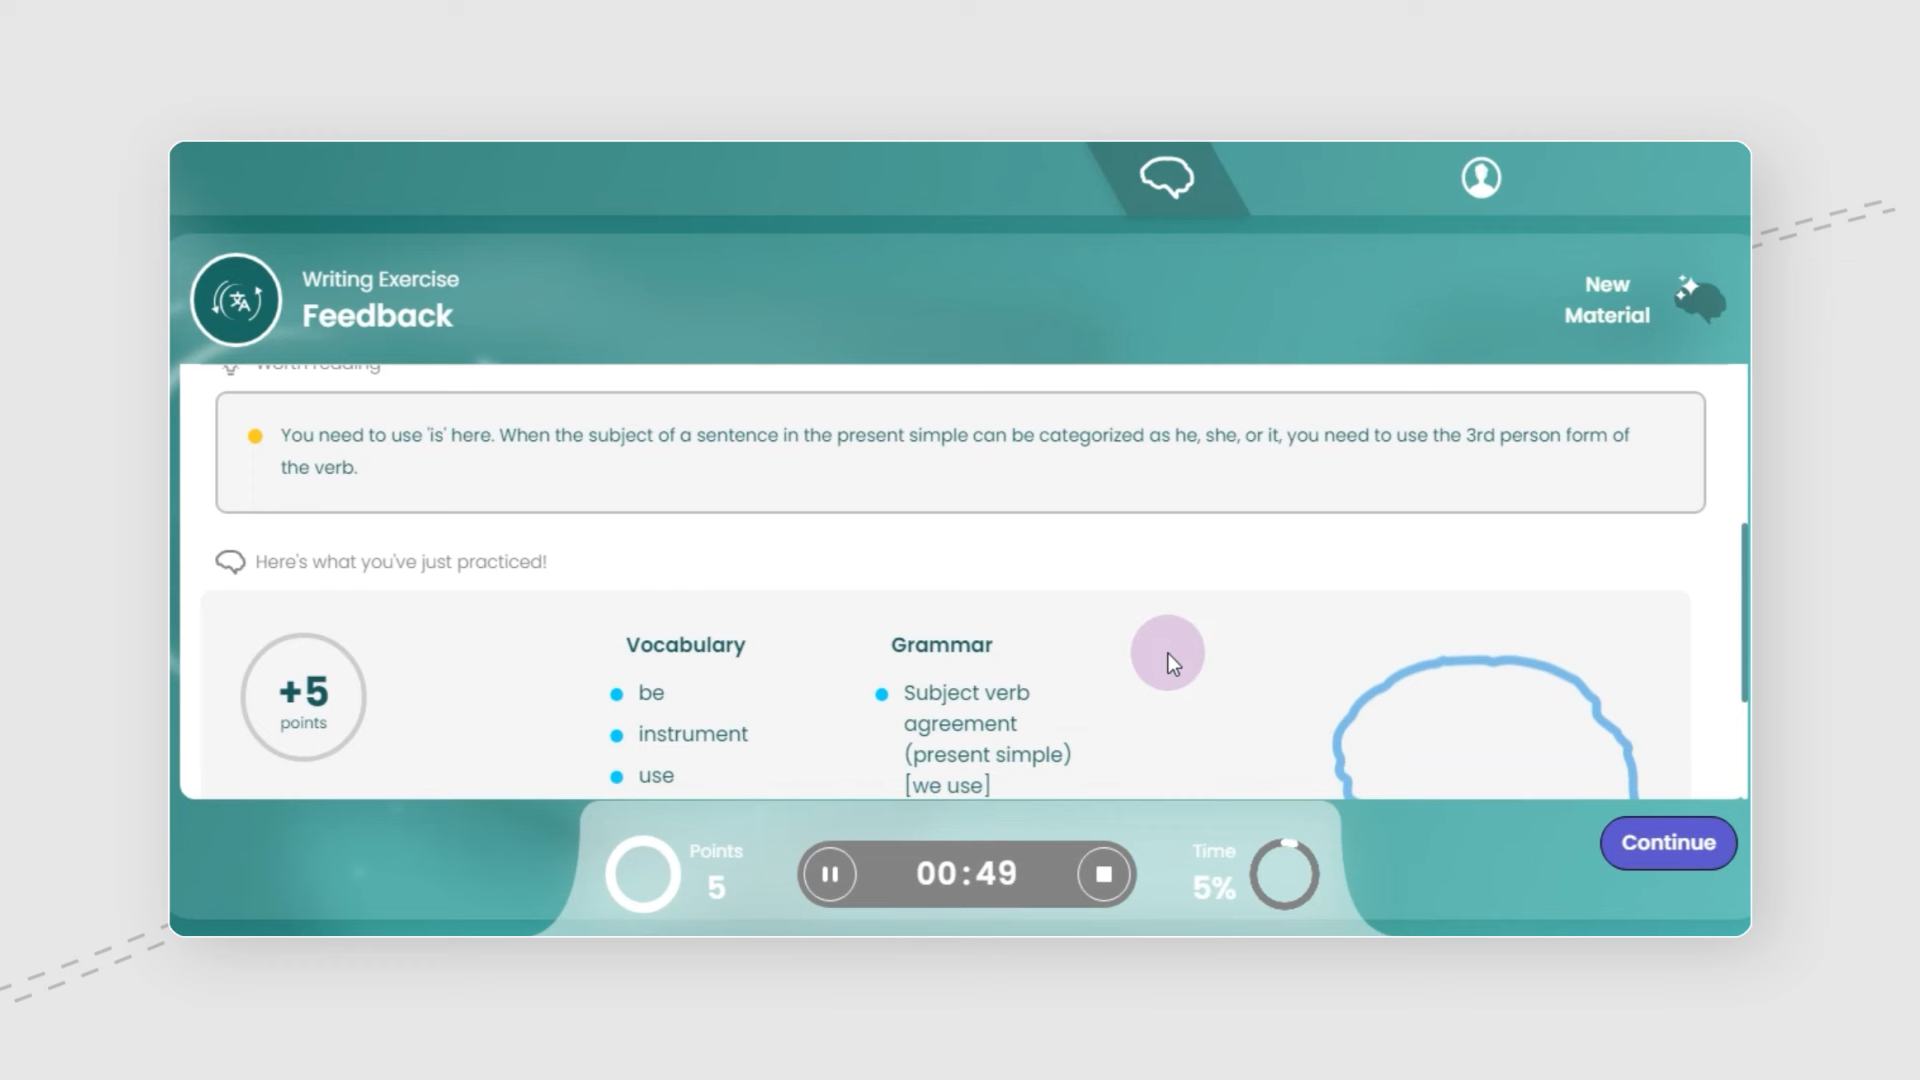 Writing Exercise
Feedback
New
Material
Worth reading
You need to use 'is' here. When the subject of a sentence in the present simple can be categorized as he, she, or it, you need to use the 3rd person form of
the verb.
Here's what you've just practiced!
+5
points
Vocabulary
be
instrument
use
Grammar
Subject verb
agreement
(present simple)
[we use]
Points
5
00:49
Time
5%
Continue